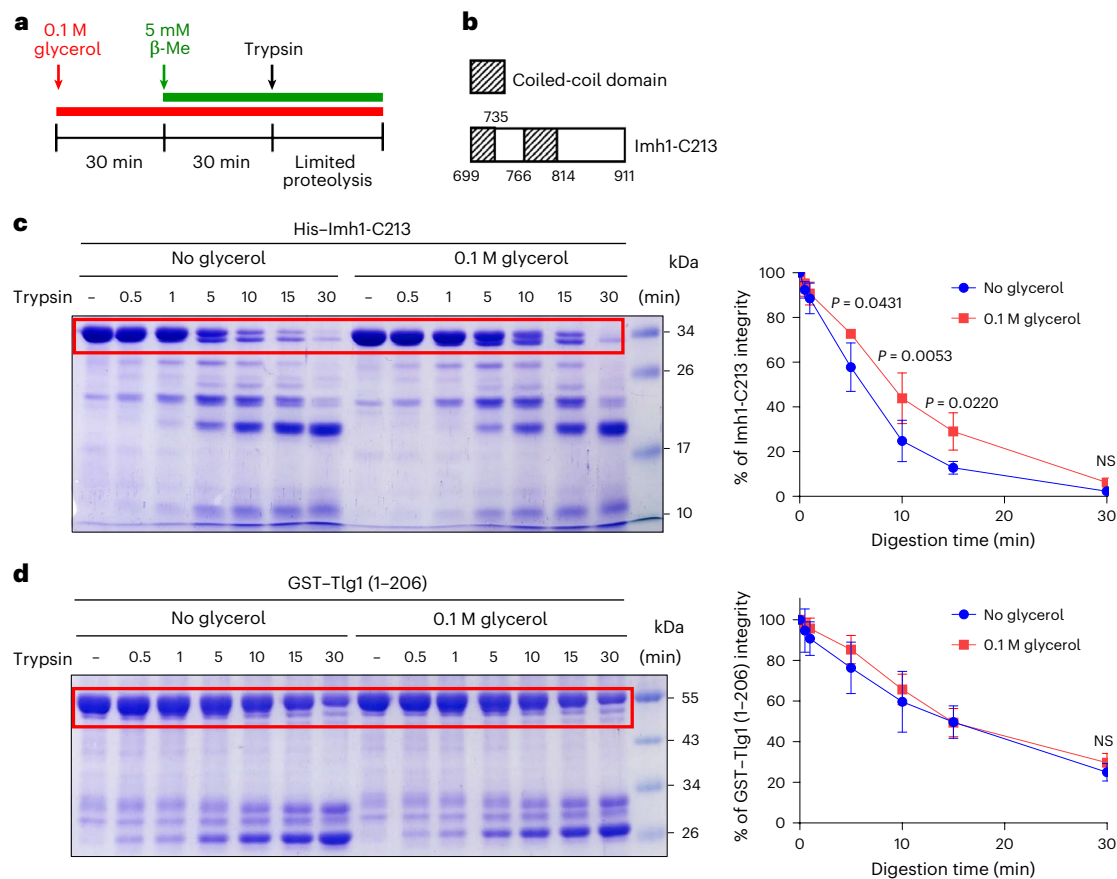 a
0.1 M
glycerol
5 mM
β-Me
Trypsin
30 min
30 min
Limited
proteolysis
b
Coiled-coil domain
735
Imh1-C213
699 766 814 911
c
His–Imh1-C213
No glycerol 0.1 M glycerol
kDa
Trypsin – 0.5 1 5 10 15 30 – 0.5 1 5 10 15 30 (min)
34
26
17
10
% of Imh1-C213 integrity
100
80
60
40
20
0
0 10 20 30
Digestion time (min)
No glycerol
0.1 M glycerol
P = 0.0431
P = 0.0053
P = 0.0220
NS
d
GST–Tlg1 (1–206)
No glycerol 0.1 M glycerol
kDa
Trypsin – 0.5 1 5 10 15 30 – 0.5 1 5 10 15 30 (min)
55
43
34
26
% of GST–Tlg1 (1–206) integrity
100
80
60
40
20
0
0 10 20 30
Digestion time (min)
No glycerol
0.1 M glycerol
NS